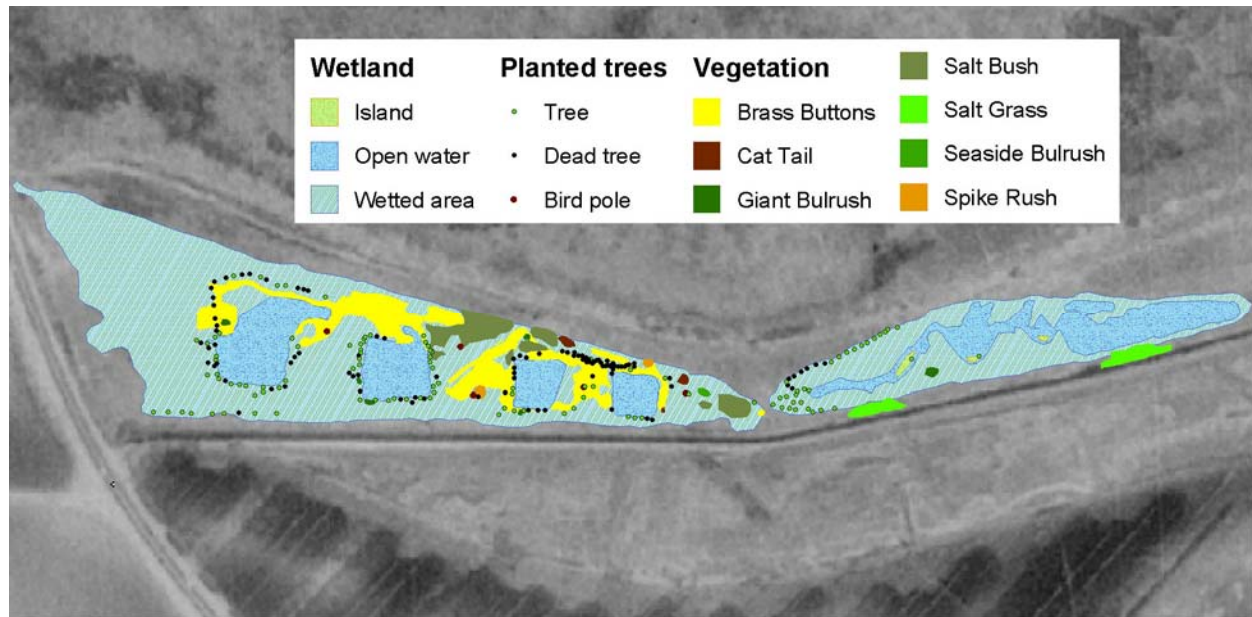 Wetland
Island
Open water
Wetted area
Planted trees
Tree
Dead tree
Bird pole
Vegetation
Brass Buttons
Cat Tail
Giant Bulrush
Salt Bush
Salt Grass
Seaside Bulrush
Spike Rush